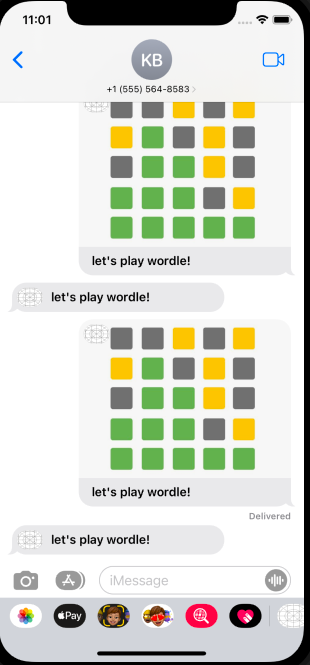 11:01
KB
+1 (555) 564-8583
let's play wordle!
let's play wordle!
let's play wordle!
Delivered
let's play wordle!
iMessage
Pay